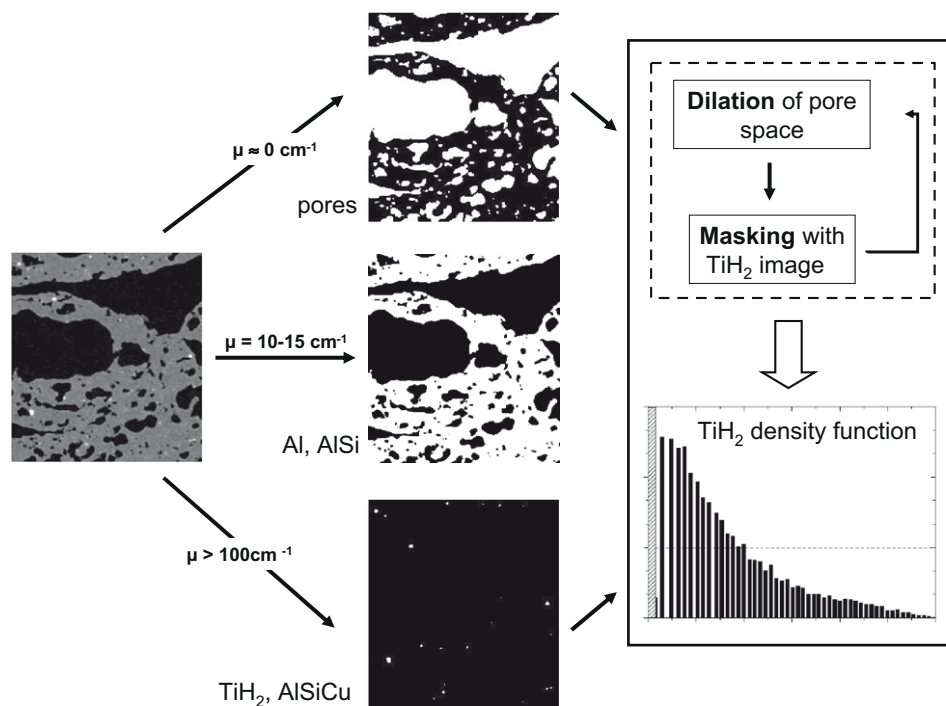 μ ≈ 0 cm⁻¹
pores
μ = 10-15 cm⁻¹
Al, AlSi
μ > 100cm ⁻¹
TiH₂, AlSiCu
Dilation of pore
space
Masking with
TiH₂ image
TiH₂ density function